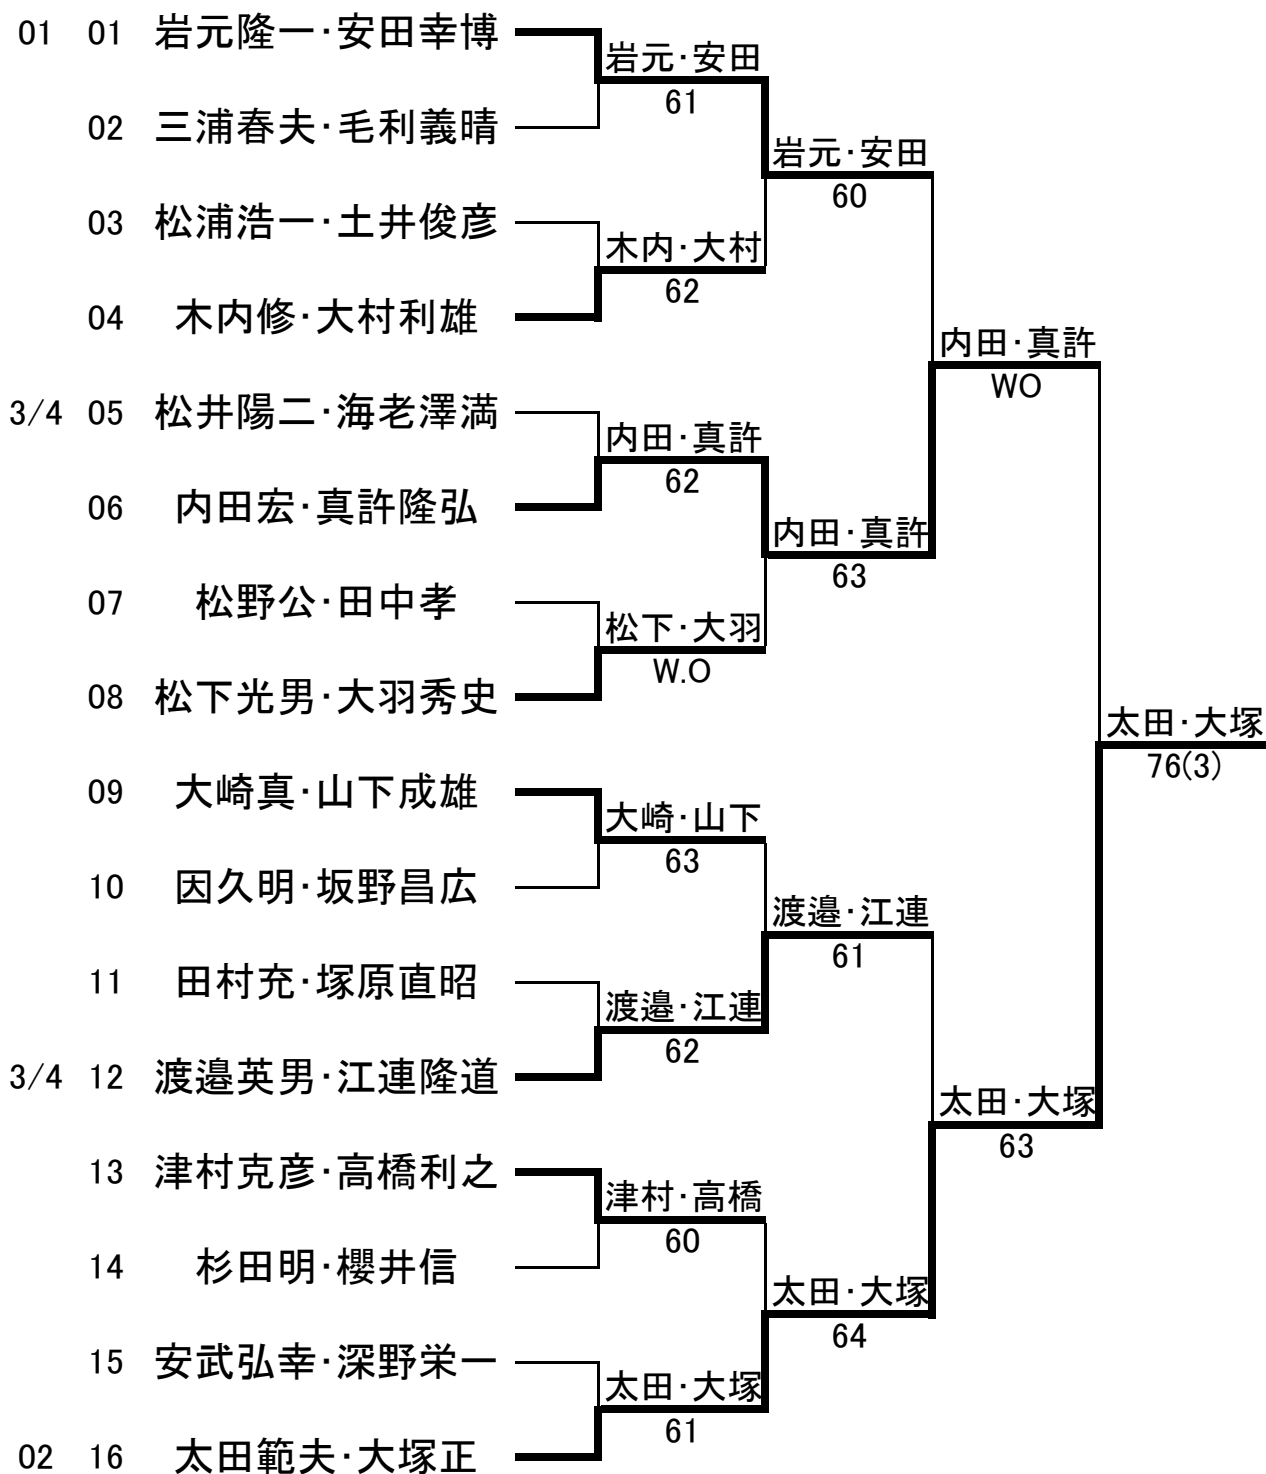 01 01 岩元隆一・安田幸博
岩元・安田
61
02 三浦春夫・毛利義晴
岩元・安田
60
03 松浦浩一・土井俊彦
木内・大村
62
04 木内修・大村利雄
内田・真許
WO
3/4 05 松井陽二・海老澤満
内田・真許
62
06 内田宏・真許隆弘
内田・真許
63
07 松野公・田中孝
松下・大羽
W.O
08 松下光男・大羽秀史
太田・大塚
76(3)
09 大崎真・山下成雄
大崎・山下
63
10 因久明・坂野昌広
渡邉・江連
61
11 田村充・塚原直昭
渡邉・江連
62
3/4 12 渡邉英男・江連隆道
太田・大塚
63
13 津村克彦・高橋利之
津村・高橋
60
14 杉田明・櫻井信
太田・大塚
64
15 安武弘幸・深野栄一
太田・大塚
61
02 16 太田範夫・大塚正